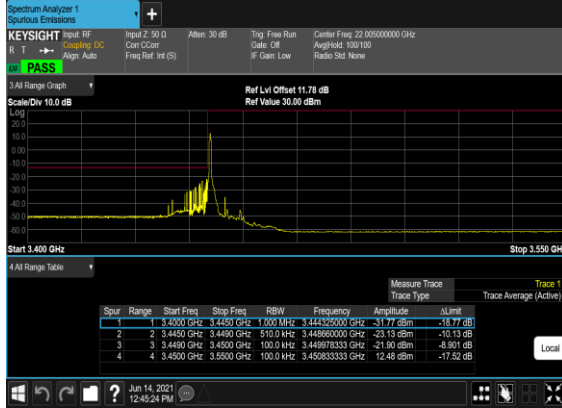 Spectrum Analyzer 1
Spurious Emissions
+
KEYSIGHT Input: RF Input Z: 50 Ω Atten: 30 dB Trig: Free Run Center Freq: 22.005000000 GHz
R T Coupling: DC Corr CCorr Gate: Off Avg|Hold: 100/100
Align: Auto Freq Ref: Int (S) IF Gain: Low Radio Std: None
PASS
3 All Range Graph
Ref Lvl Offset 11.78 dB
Scale/Div 10.0 dB Ref Value 30.00 dBm
Log
20.0
10.0
0.00
-10.0
-20.0
-30.0
-40.0
-50.0
-60.0
Start 3.400 GHz Stop 3.550 GH
4 All Range Table
Measure Trace Trace 1
Trace Type Trace Average (Active)
Spur Range Start Freq Stop Freq RBW Frequency Amplitude ΔLimit
1 1 3.4000 GHz 3.4450 GHz 1.000 MHz 3.444325000 GHz -31.77 dBm -18.77 dB
2 2 3.4450 GHz 3.4490 GHz 510.0 kHz 3.448660000 GHz -23.13 dBm -10.13 dB
3 3 3.4490 GHz 3.4500 GHz 100.0 kHz 3.449978333 GHz -21.90 dBm -8.901 dB
4 4 3.4500 GHz 3.5500 GHz 100.0 kHz 3.450833333 GHz 12.48 dBm -17.52 dB
Local
? Jun 14, 2021
12:45:24 PM